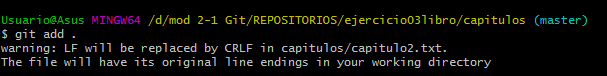 Usuario@Asus MINGW64 /d/mod 2-1 Git/REPOSITORIOS/ejercicio03libro/capitulos (master)
$ git add .
warning: LF will be replaced by CRLF in capitulos/capitulo2.txt.
The file will have its original line endings in your working directory